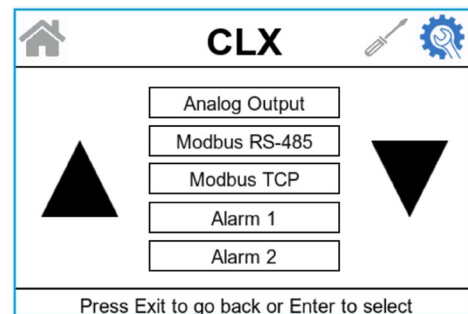 CLX
Analog Output
Modbus RS-485
Modbus TCP
Alarm 1
Alarm 2
Press Exit to go back or Enter to select